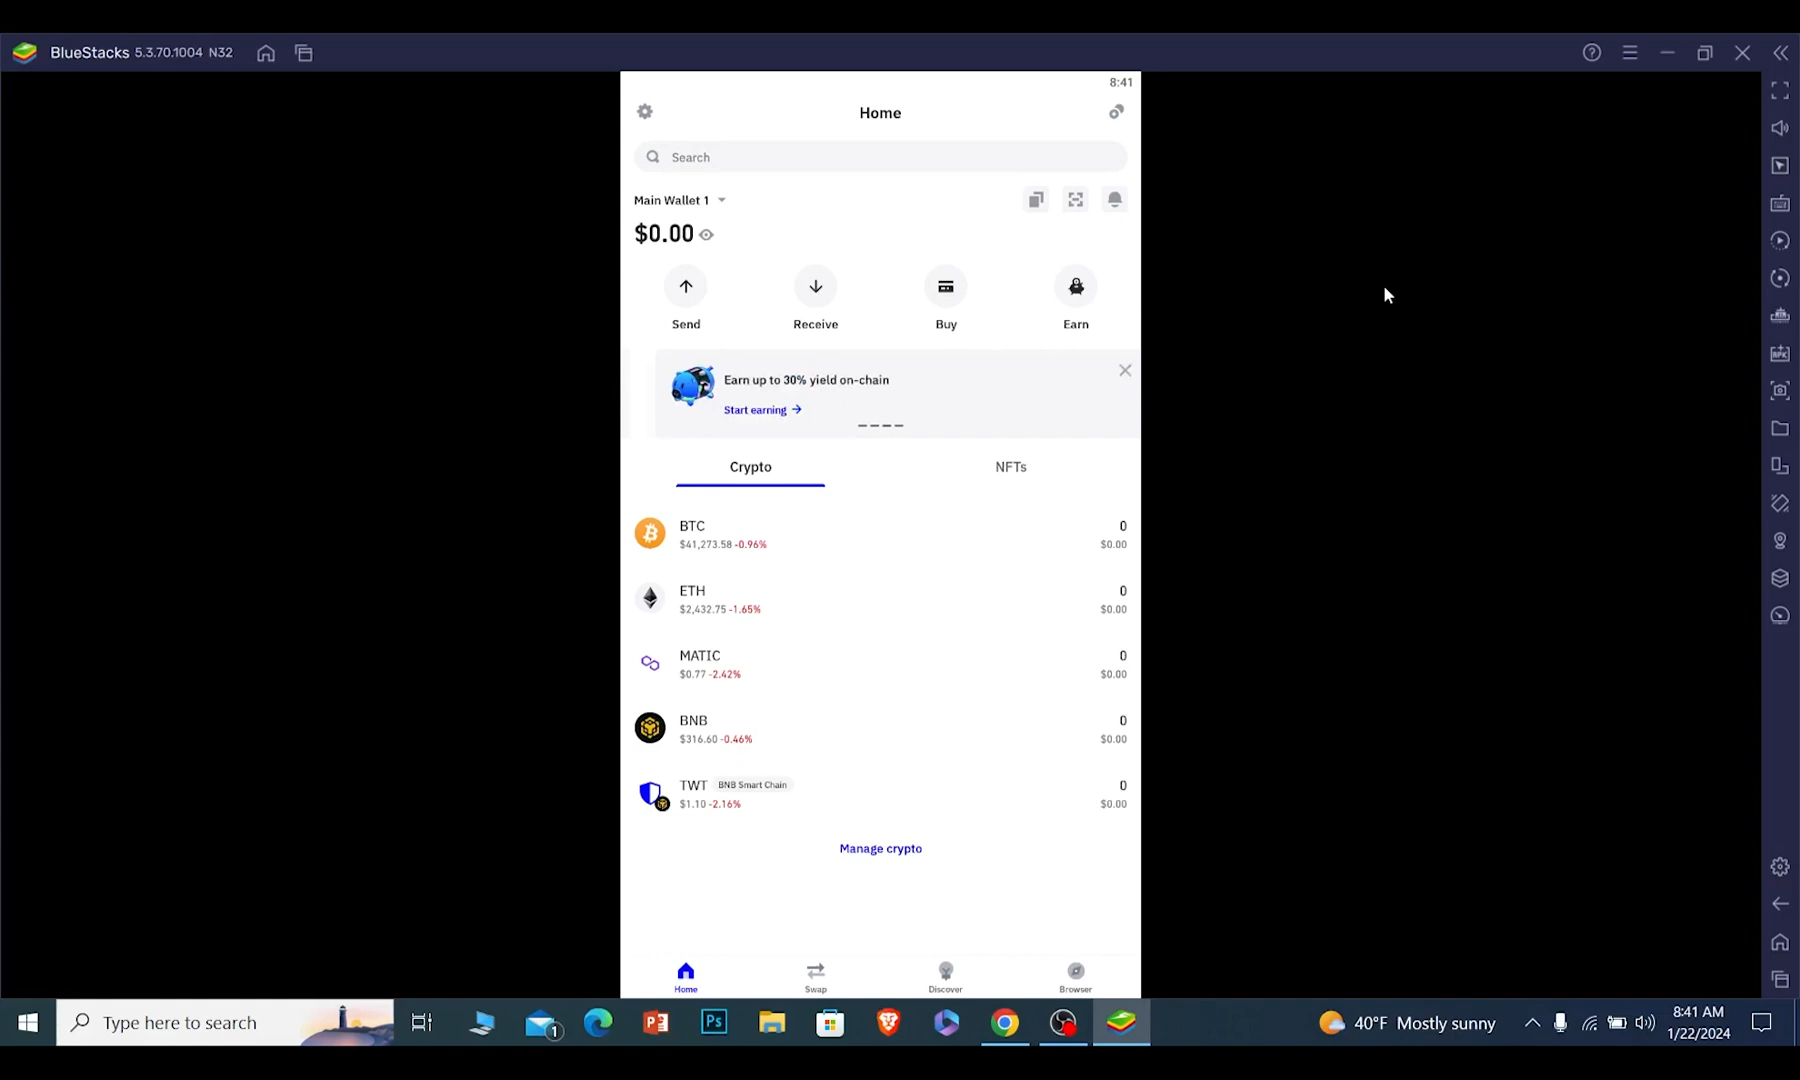 BlueStacks 5.3.70.1004 N32
8:41
Home
Search
Main Wallet 1
$0.00
Send
Receive
Buy
Earn
Earn up to 30% yield on-chain
Start earning
Crypto
NFTs
BTC
0
$41,273.58 -0.96%
$0.00
ETH
0
$2,432.75 -1.65%
$0.00
MATIC
0
$0.77 -2.42%
$0.00
BNB
0
$316.60 -0.46%
$0.00
TWT BNB Smart Chain
0
$1.10 -2.16%
$0.00
Manage crypto
Home
Swap
Discover
Browser
Type here to search
1
Ps
40°F Mostly sunny
8:41 AM
1/22/2024